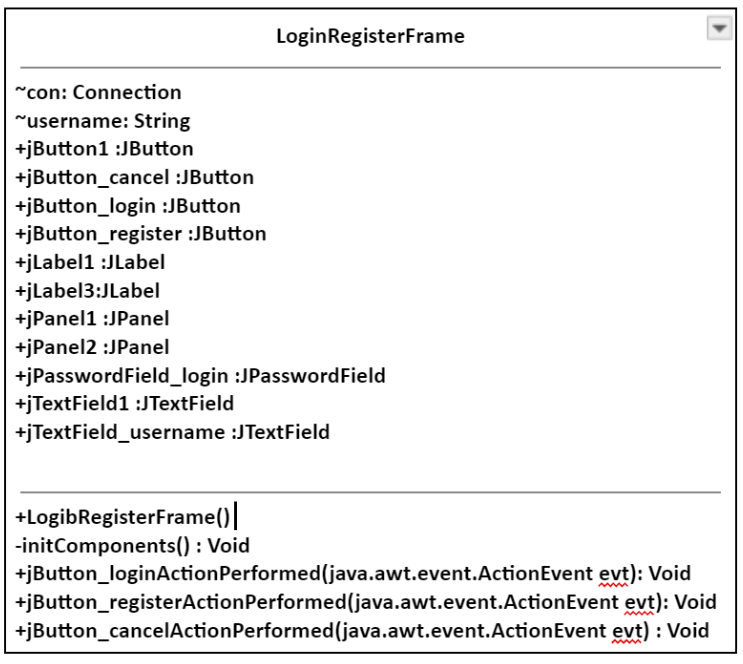 LoginRegisterFrame
~con: Connection
~username: String
+jButton1 :JButton
+jButton_cancel :JButton
+jButton_login :JButton
+jButton_register :JButton
+jLabel1 :JLabel
+jLabel3:JLabel
+jPanel1 :JPanel
+jPanel2 :JPanel
+jPasswordField_login :JPasswordField
+jTextField1 :JTextField
+jTextField_username :JTextField
+LogibRegisterFrame()
-initComponents() : Void
+jButton_loginActionPerformed(java.awt.event.ActionEvent evt): Void
+jButton_registerActionPerformed(java.awt.event.ActionEvent evt): Void
+jButton_cancelActionPerformed(java.awt.event.ActionEvent evt) : Void